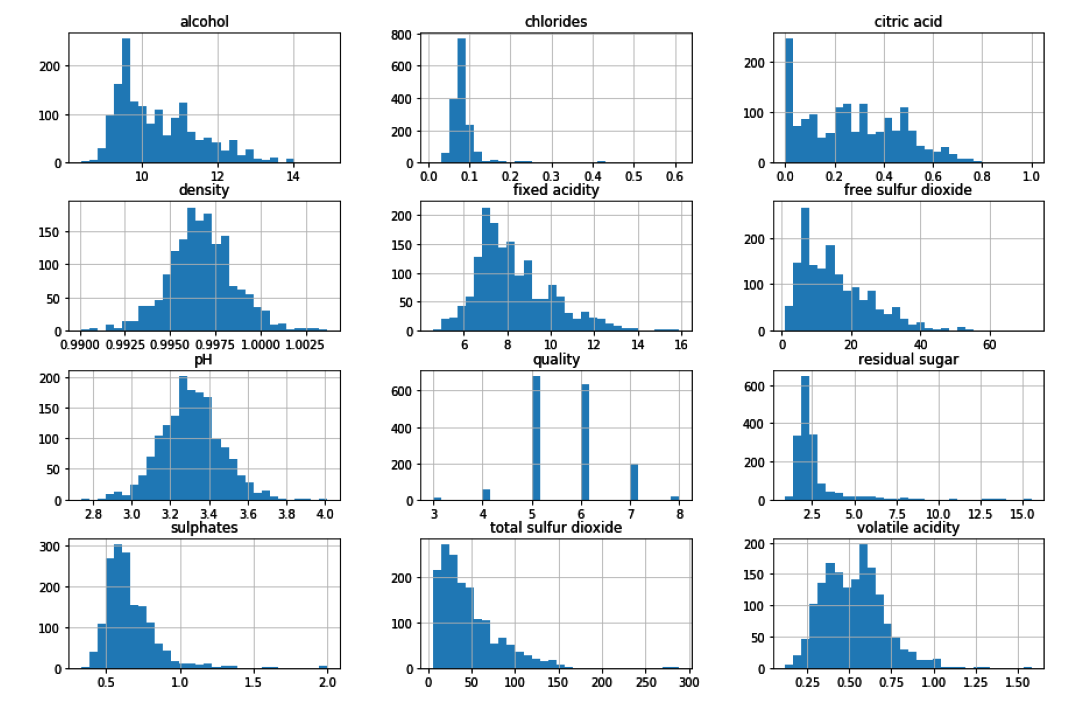 alcohol chlorides citric acid
200 100 0
10 12 14
800 600 400 200 0
0.0 0.1 0.2 0.3 0.4 0.5 0.6
200 100 0
0.0 0.2 0.4 0.6 0.8 1.0
density fixed acidity free sulfur dioxide
150 100 50 0
0.9900 0.9925 0.9950 0.9975 1.0000 1.0025
200 150 100 50 0
6 8 10 12 14 16
200 100 0
0 20 40 60
pH quality residual sugar
200 150 100 50 0
2.8 3.0 3.2 3.4 3.6 3.8 4.0
600 400 200 0
3 4 5 6 7 8
600 400 200 0
2.5 5.0 7.5 10.0 12.5 15.0
sulphates total sulfur dioxide volatile acidity
300 200 100 0
0.5 1.0 1.5 2.0
200 100 0
0 50 100 150 200 250 300
200 150 100 50 0
0.25 0.50 0.75 1.00 1.25 1.50